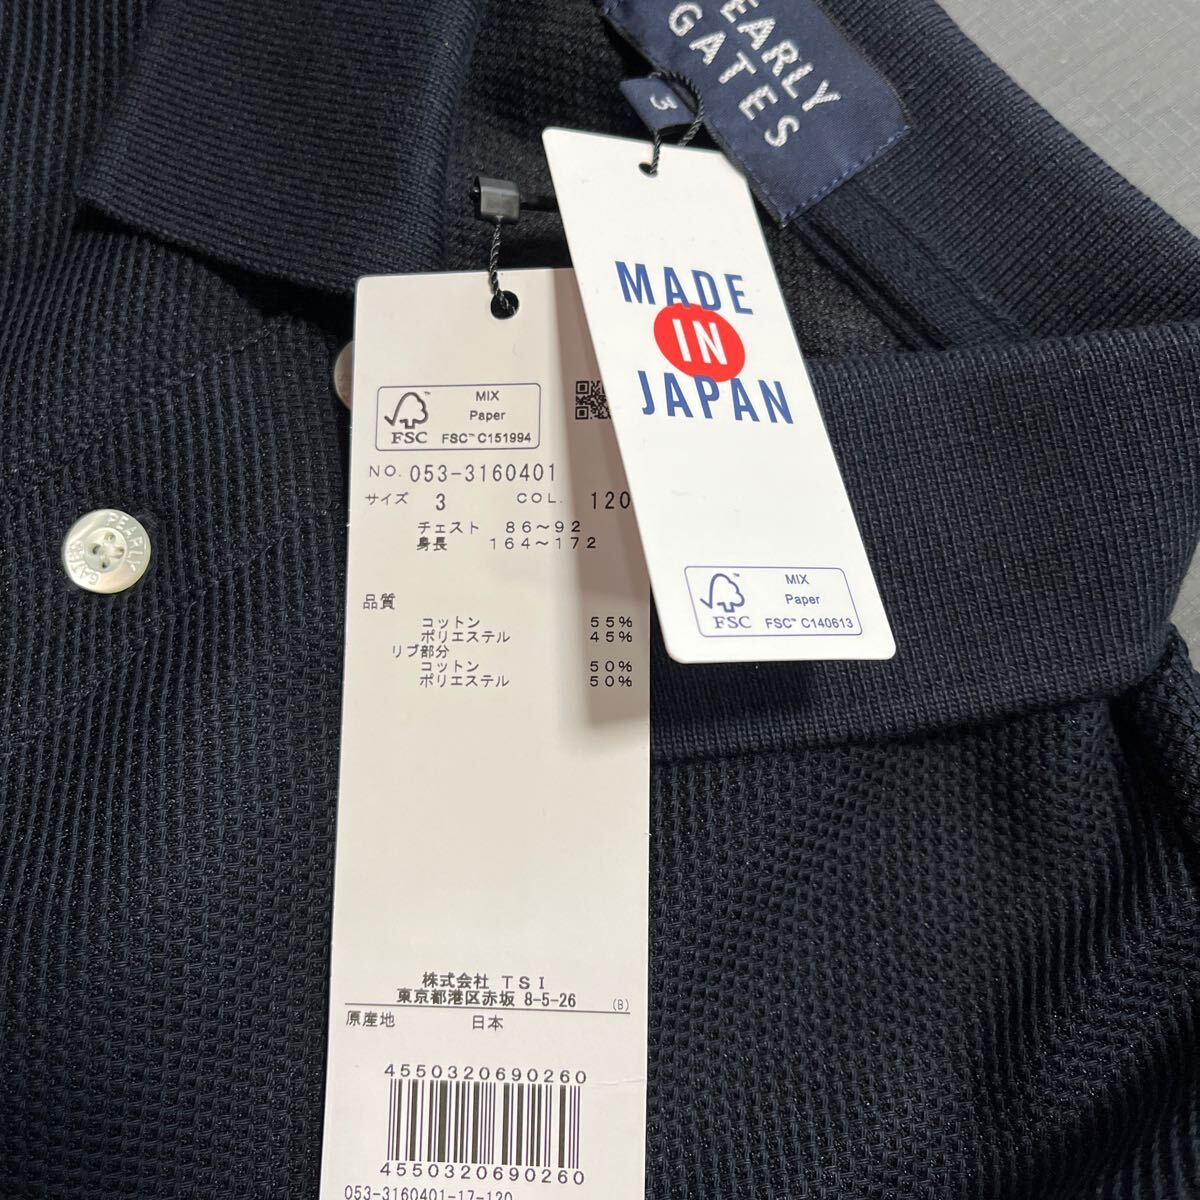 PEARLY
GATES
3
MADE
IN
JAPAN
MIX
Paper
FSC
FSC™ C140613
MIX
Paper
FSC
FSC™ C151994
NO. 053-3160401
サイズ 3 COL. 120
チェスト 86～92
身長 164～172
品質
コットン 55%
ポリエステル 45%
リブ部分
コットン 50%
ポリエステル 50%
株式会社 TSI
東京都港区赤坂 8-5-26 (B)
原産地 日本
4550320690260
4550320690260
053-3160401-17-120
PEARLY
GATES